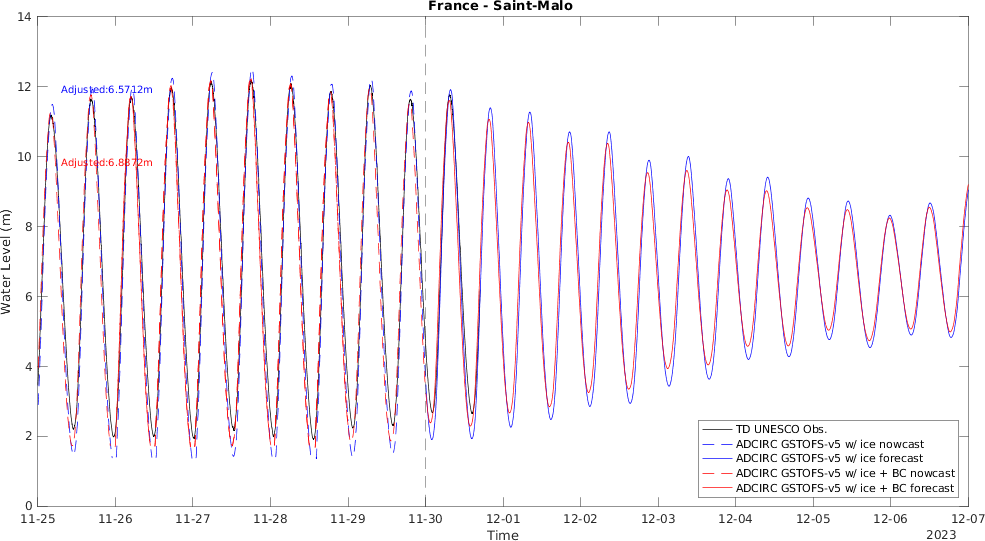 France - Saint-Malo
Water Level (m)
14
12
10
8
6
4
2
0
Adjusted:6.5712m
Adjusted:6.8872m
TD UNESCO Obs.
ADCIRC GSTOFS-v5 w/ ice nowcast
ADCIRC GSTOFS-v5 w/ ice forecast
ADCIRC GSTOFS-v5 w/ ice + BC nowcast
ADCIRC GSTOFS-v5 w/ ice + BC forecast
11-25 11-26 11-27 11-28 11-29 11-30 12-01 12-02 12-03 12-04 12-05 12-06 12-07
Time
2023